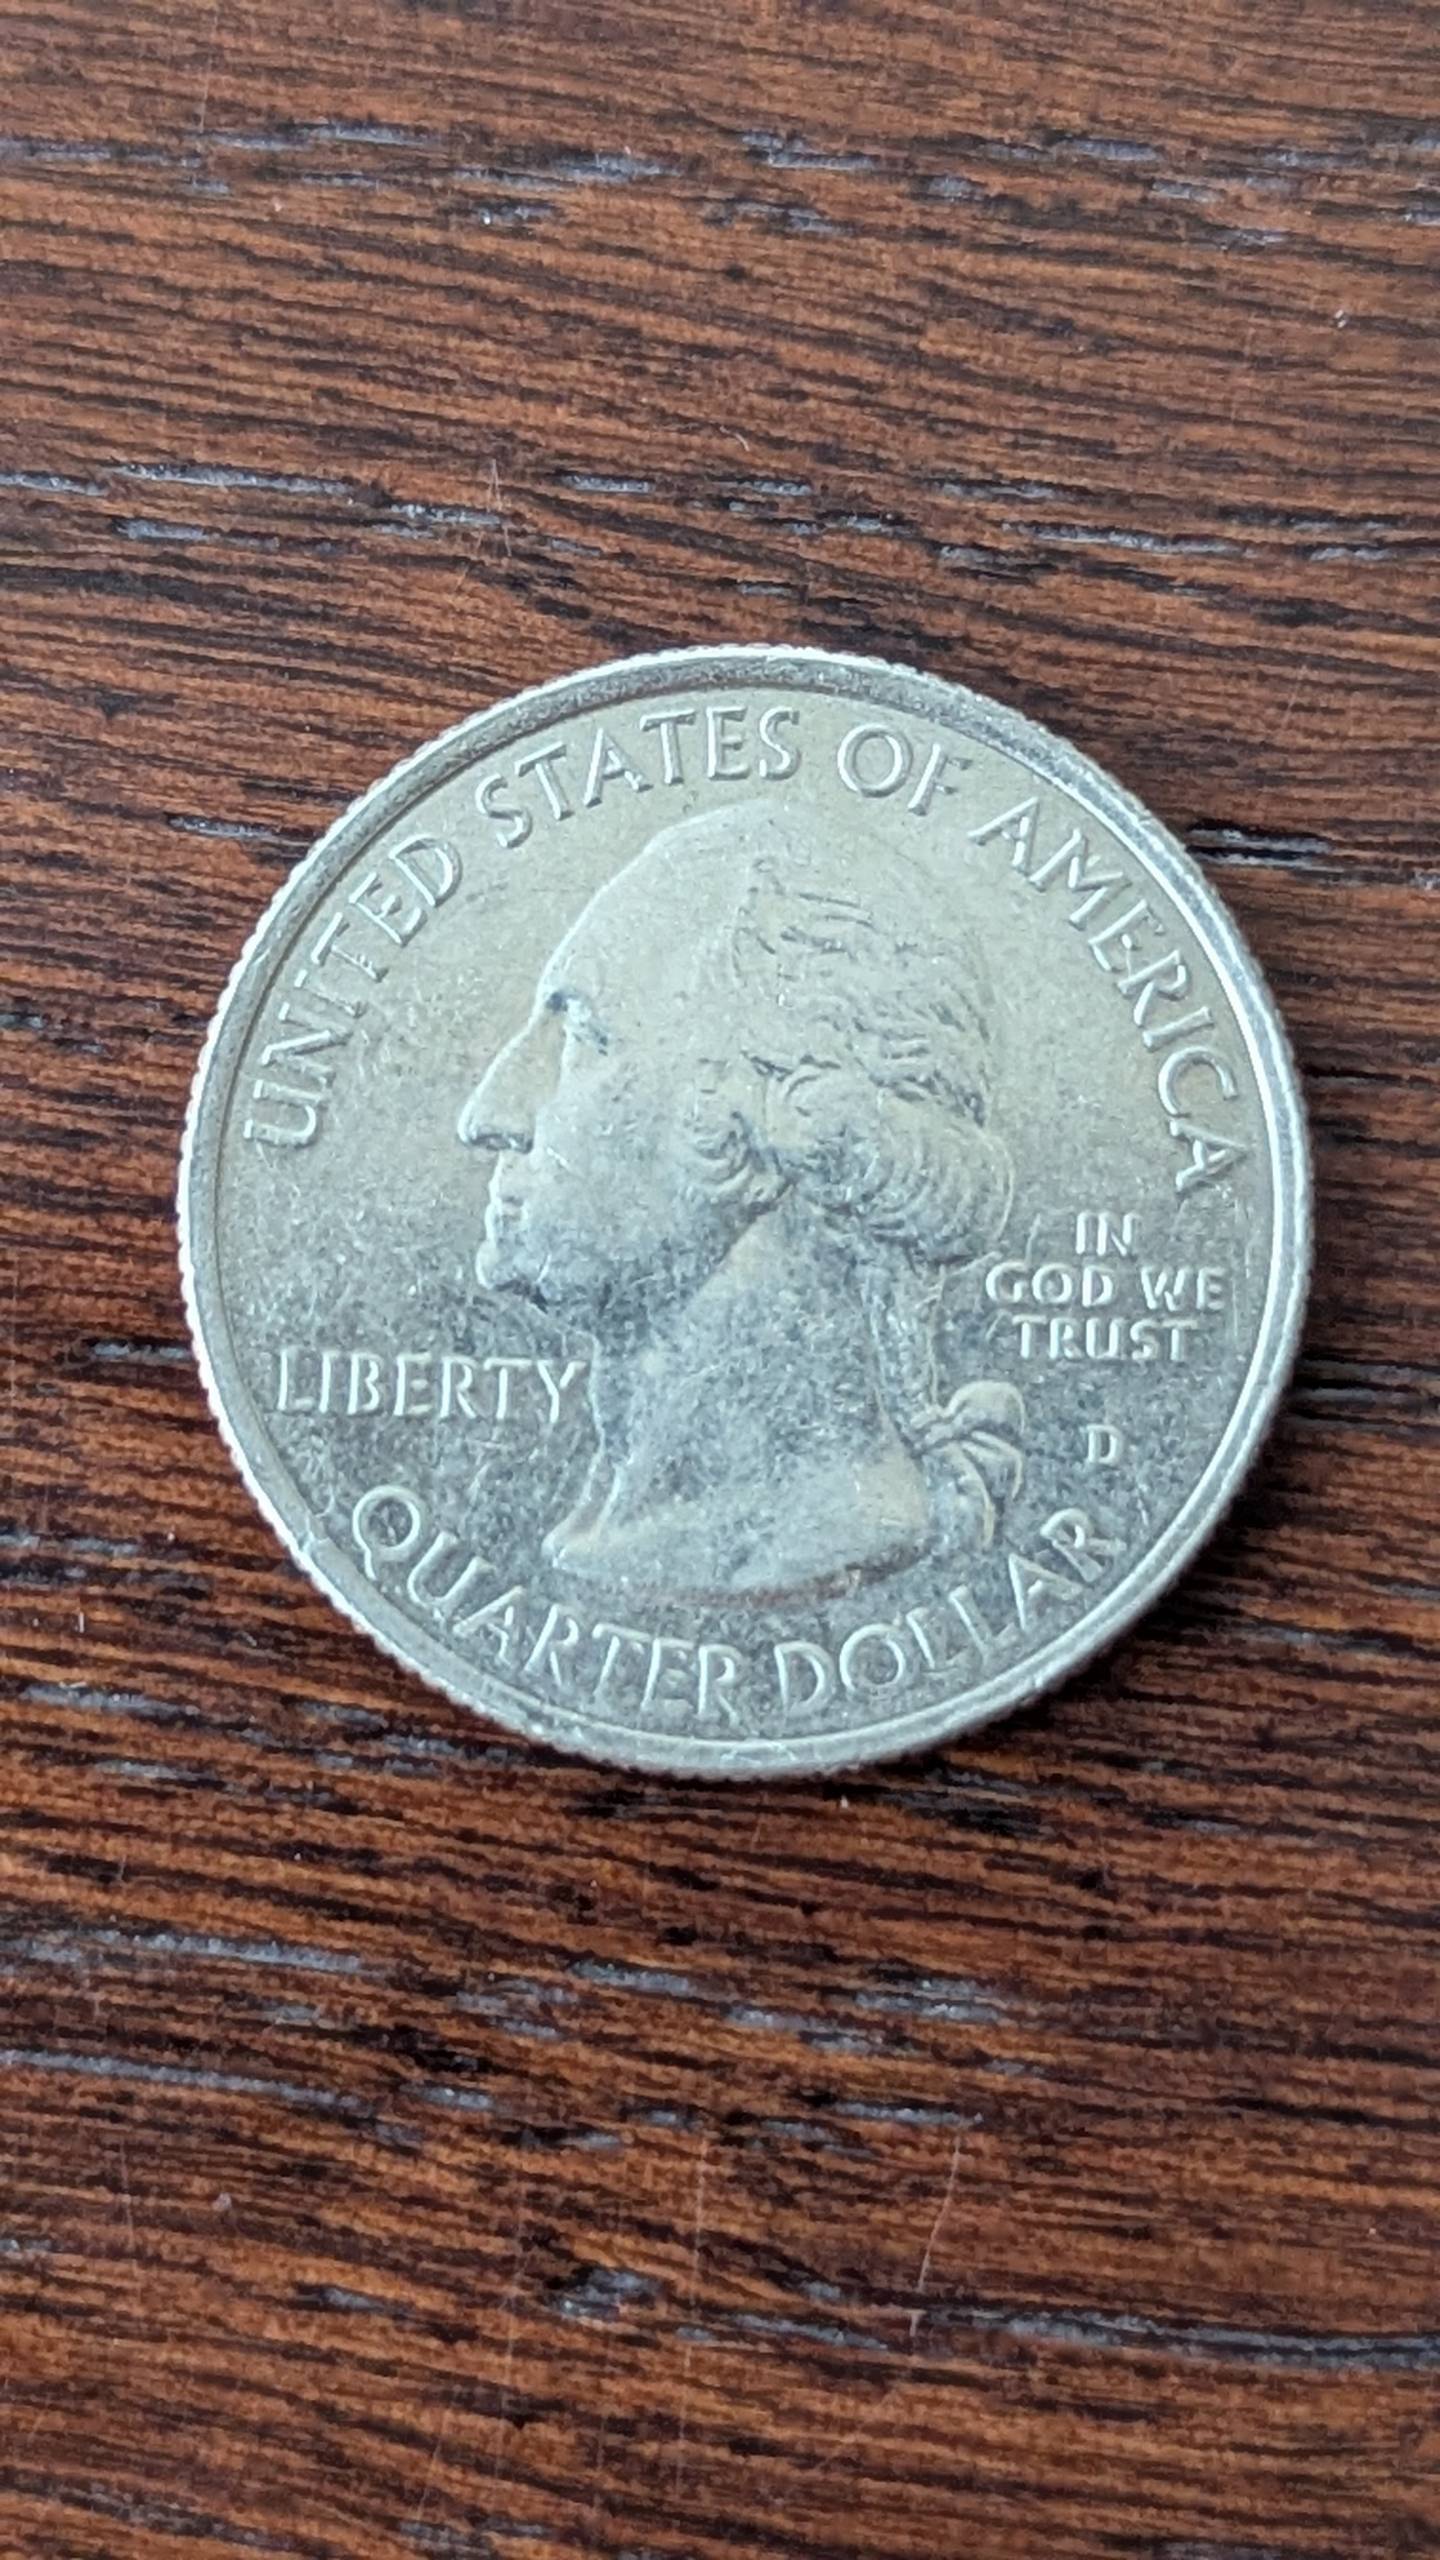 UNITED STATES OF AMERICA
IN
GOD WE
TRUST
LIBERTY
D
QUARTER DOLLAR